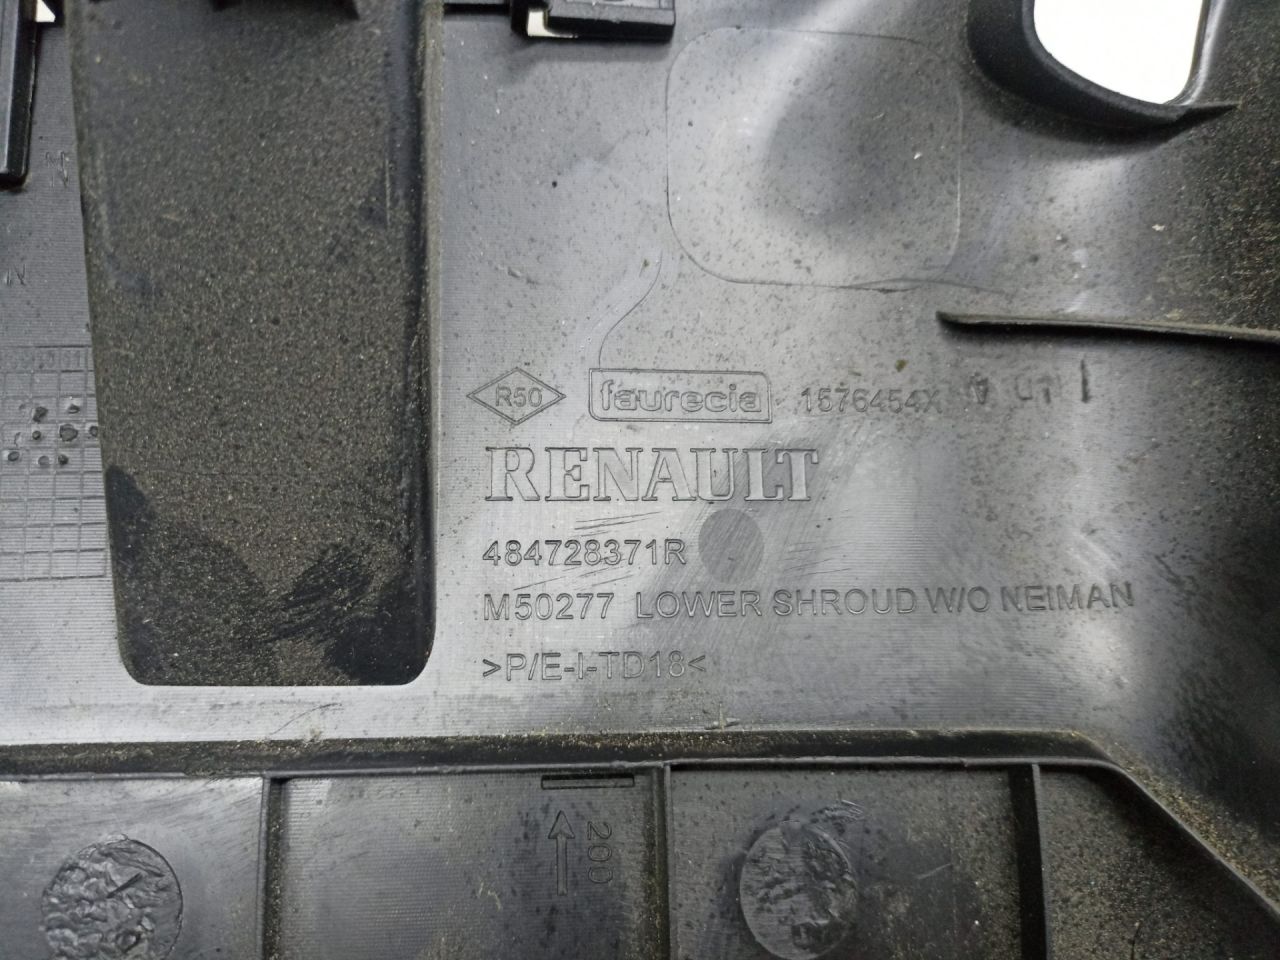 R50 faurecia 1576454X
RENAULT
484728371R
M50277 LOWER SHROUD W/O NEIMAN
>P/E-I-TD18<
200